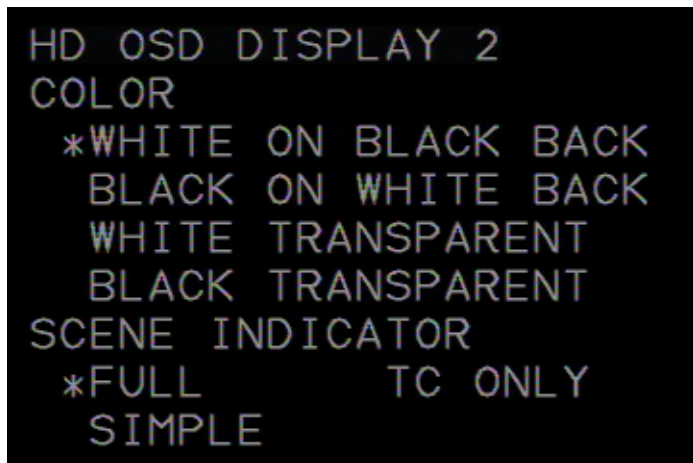 HD OSD DISPLAY 2
COLOR
*WHITE ON BLACK BACK
BLACK ON WHITE BACK
WHITE TRANSPARENT
BLACK TRANSPARENT
SCENE INDICATOR
*FULL TC ONLY
SIMPLE